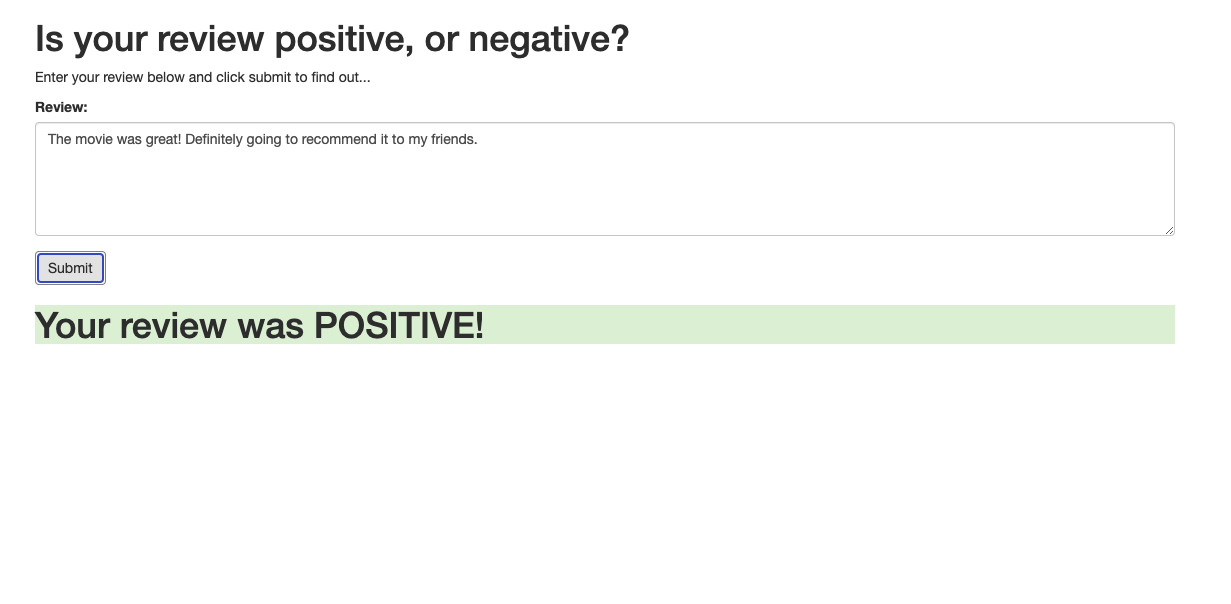 Is your review positive, or negative?
Enter your review below and click submit to find out...
Review:
The movie was great! Definitely going to recommend it to my friends.
Submit
Your review was POSITIVE!